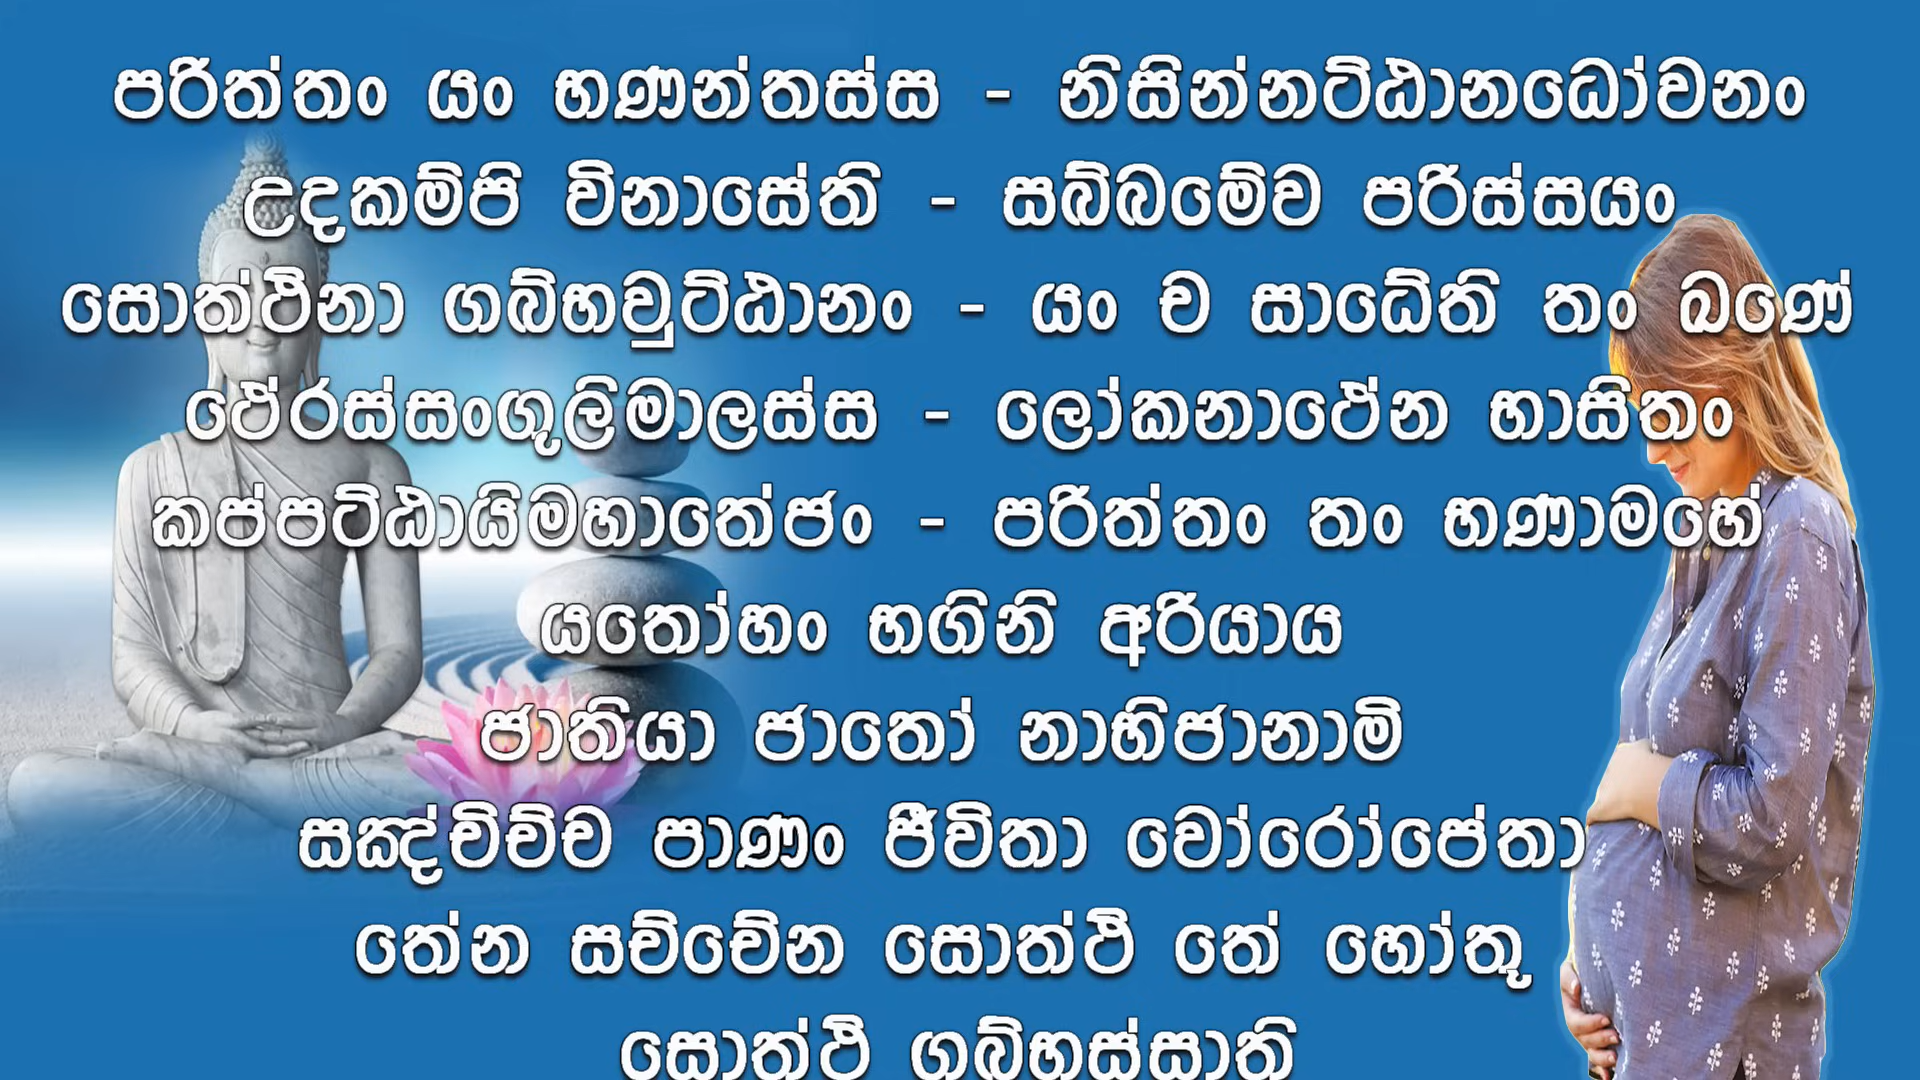 පරිත්තං යං භණන්තස්ස - නිසින්නට්ඨානධෝවනං
උදකම්පි විනාසේති - සබ්බමේව පරිස්සයං
සොත්ථිනා ගබ්භවුට්ඨානං - යං ච සාධේති තං ඛණේ
ථේරස්සංගුලිමාලස්ස - ලෝකනාථේන භාසිතං
කප්පට්ඨායිමහාතේජං - පරිත්තං තං භණාමහේ
යතෝහං භගිනි අරියාය
ජාතියා ජාතෝ නාභිජානාමි
සඤ්චිච්ච පාණං ජීවිතා වෝරෝපේතා
තේන සච්චේන සොත්ථි තේ හෝතු
සොත්ථි ගබ්භස්සාති